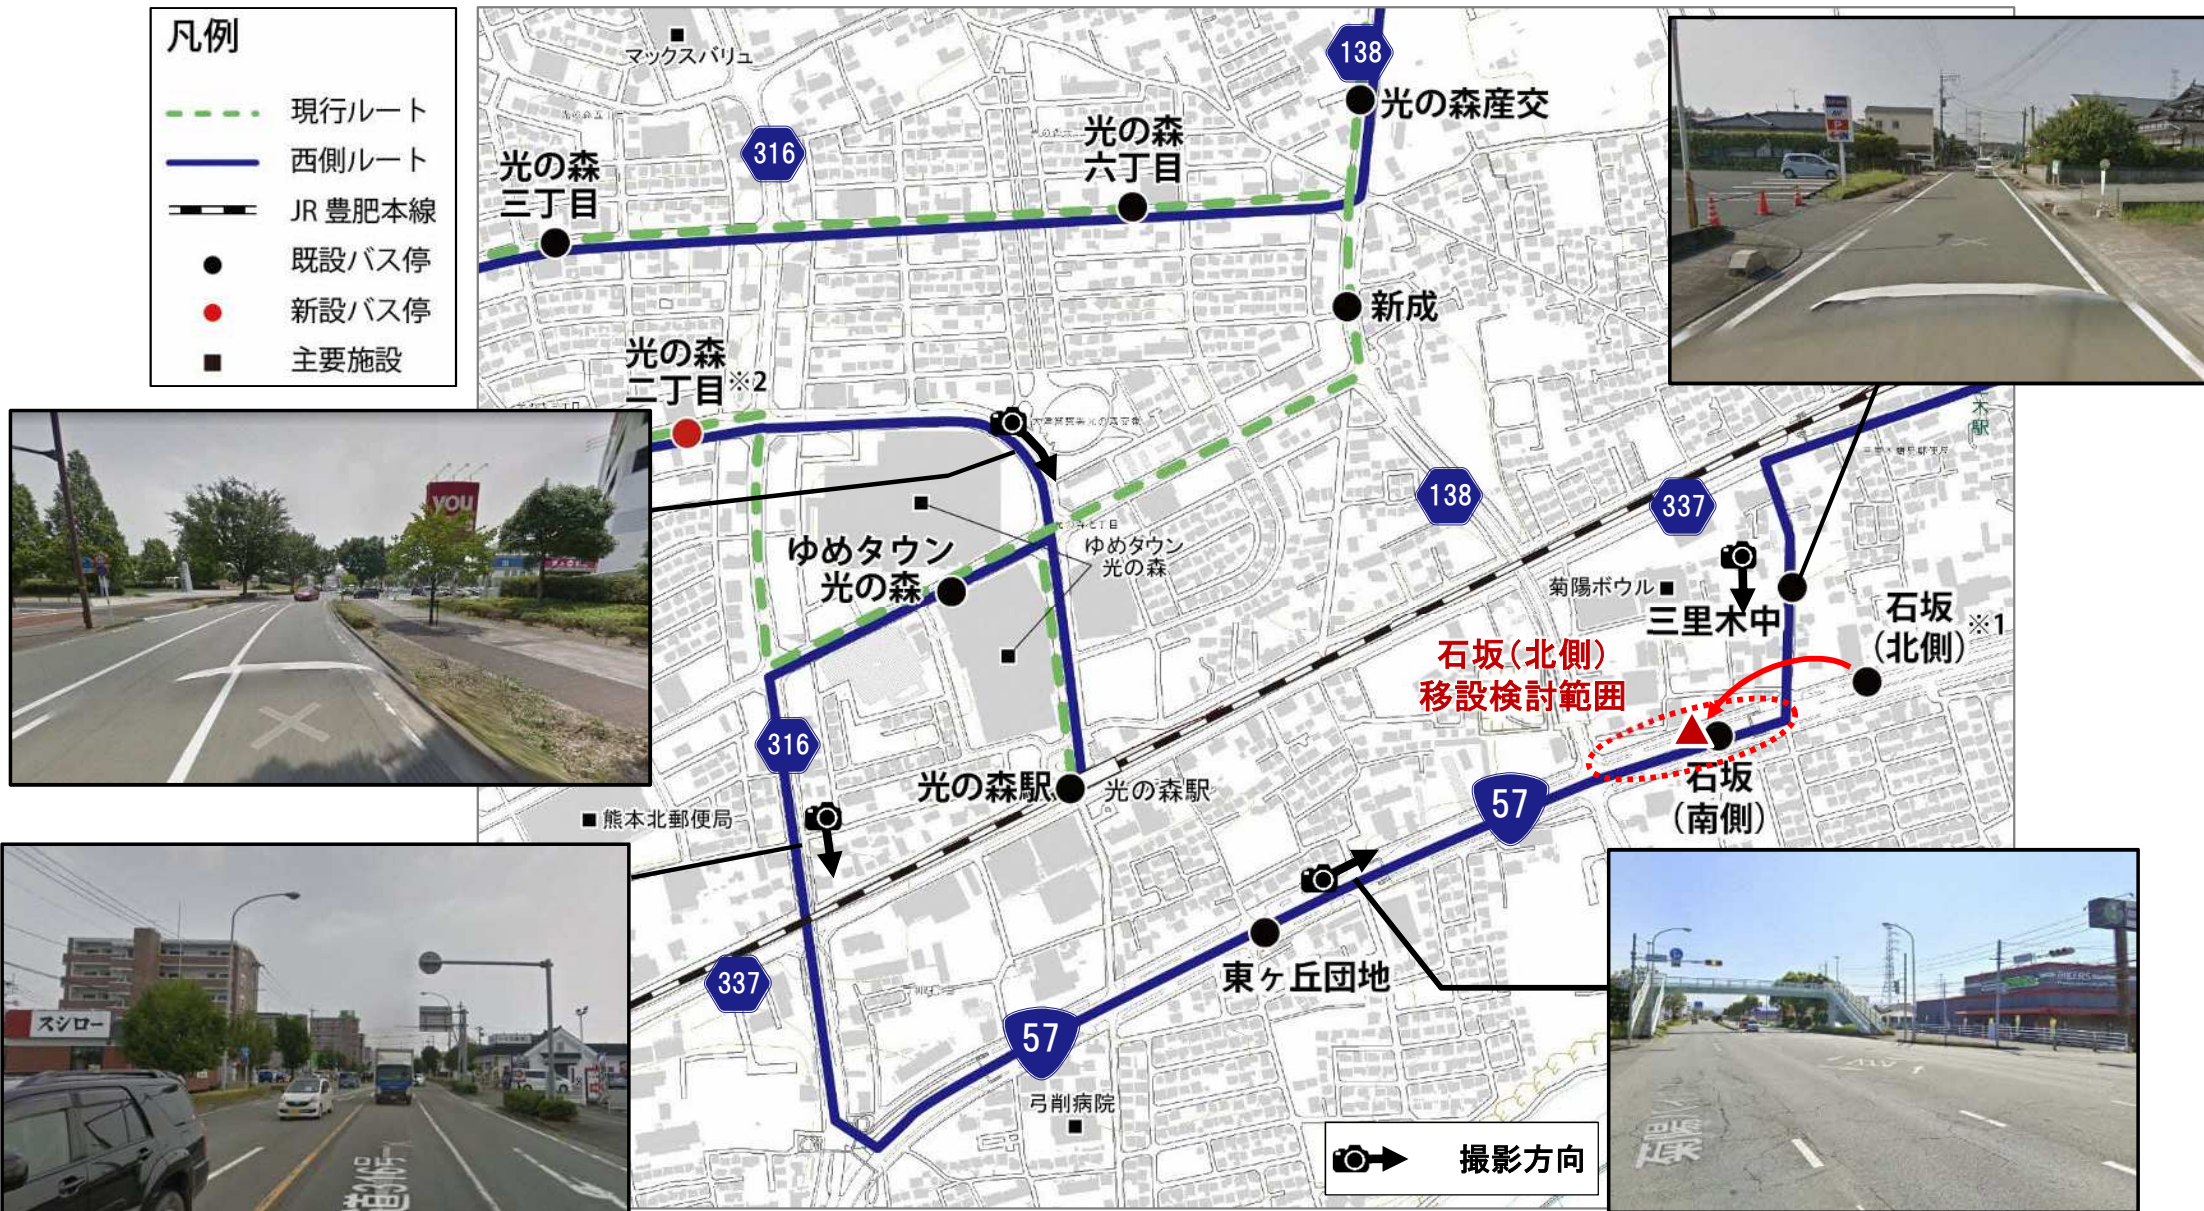 凡例
現行ルート
西側ルート
JR 豊肥本線
既設バス停
新設バス停
主要施設
マックスバリュ
138
光の森産交
316
光の森
三丁目
光の森
六丁目
新成
光の森
二丁目※2
138
337
ゆめタウン
光の森
ゆめタウン
光の森
菊陽ボウル
三里木中
石坂
(北側)
※1
石坂(北側)
移設検討範囲
316
光の森駅
光の森駅
57
石坂
(南側)
熊本北郵便局
337
東ヶ丘団地
57
弓削病院
撮影方向
木駅
you
スシロー
P